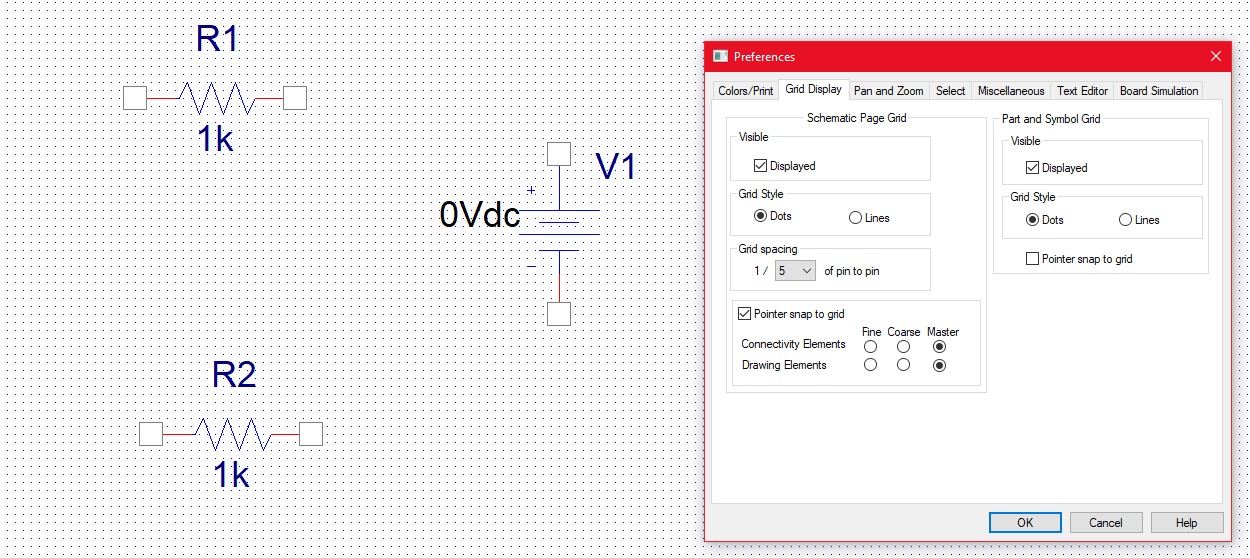 R1
1k
V1
+
0Vdc
−
R2
1k
Preferences
Colors/Print Grid Display Pan and Zoom Select Miscellaneous Text Editor Board Simulation
Schematic Page Grid
Visible
Displayed
Grid Style
Dots Lines
Grid spacing
1 / 5 of pin to pin
Pointer snap to grid
Fine Coarse Master
Connectivity Elements
Drawing Elements
Part and Symbol Grid
Visible
Displayed
Grid Style
Dots Lines
Pointer snap to grid
OK Cancel Help